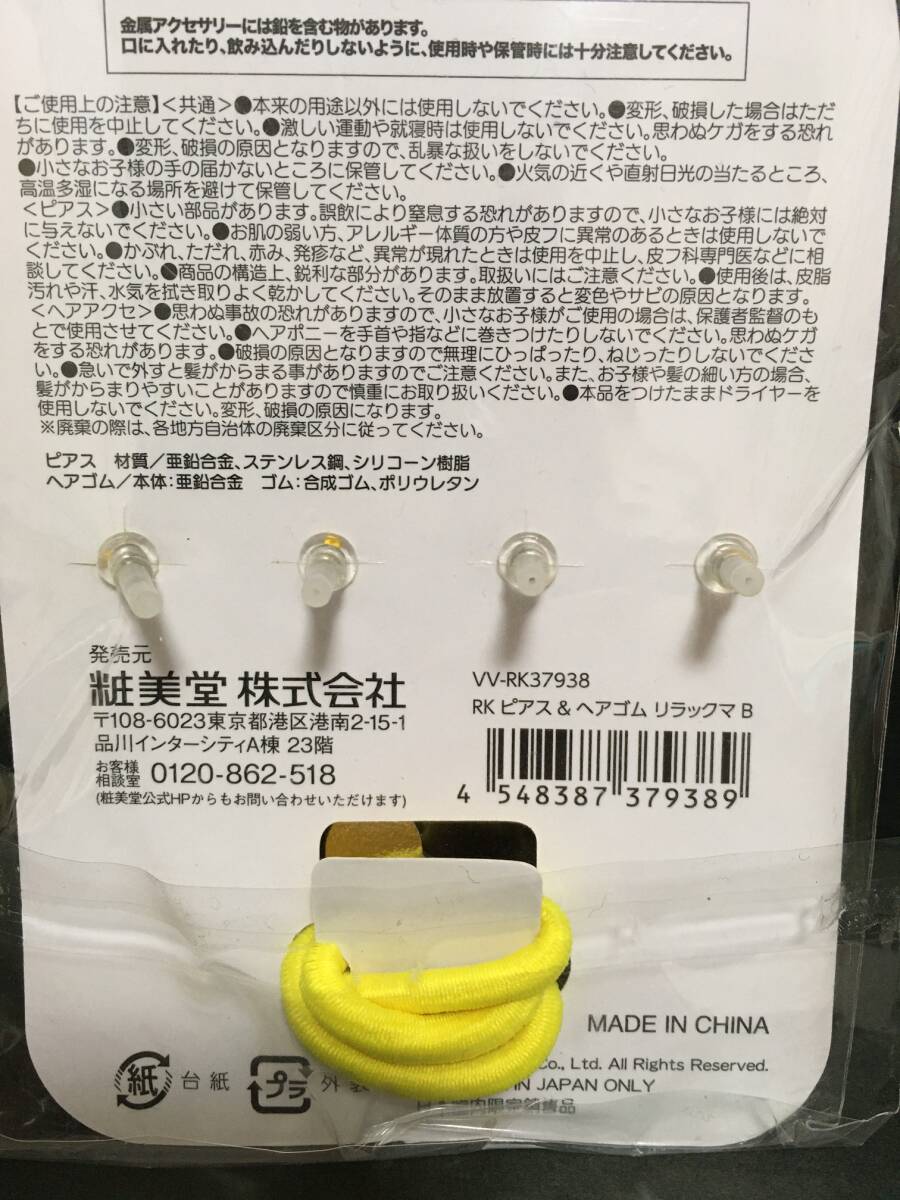 金属アクセサリーには鉛を含む物があります。
口に入れたり、飲み込んだりしないように、使用時や保管時には十分注意してください。
【ご使用上の注意】<共通>●本来の用途以外には使用しないでください。●変形、破損した場合はただ
ちに使用を中止してください。●激しい運動や就寝時は使用しないでください。思わぬケガをする恐れ
があります。●変形、破損の原因となりますので、乱暴な扱いをしないでください。
●小さなお子様の手の届かないところに保管してください。●火気の近くや直射日光の当たるところ、
高温多湿になる場所を避けて保管してください。
<ピアス>●小さい部品があります。誤飲により窒息する恐れがありますので、小さなお子様には絶対
に与えないでください。●お肌の弱い方、アレルギー体質の方や皮フに異常のあるときは使用しないで
ください。●かぶれ、ただれ、赤み、発疹など、異常が現れたときは使用を中止し、皮フ科専門医などに相
談してください。●商品の構造上、鋭利な部分があります。取扱いにはご注意ください。●使用後は、皮脂
汚れや汗、水気を拭き取りよく乾かしてください。そのまま放置すると変色やサビの原因となります。
<ヘアアクセ>●思わぬ事故の恐れがありますので、小さなお子様がご使用の場合は、保護者監督のも
とで使用させてください。●ヘアポニーを手首や指などに巻きつけたりしないでください。思わぬケガ
をする恐れがあります。●破損の原因となりますので無理にひっぱったり、ねじったりしないでくださ
い。●急いで外すと髪がからまる事がありますのでご注意ください。また、お子様や髪の細い方の場合、
髪がからまりやすいことがありますので慎重にお取り扱いください。●本品をつけたままドライヤーを
使用しないでください。変形、破損の原因になります。
※廃棄の際は、各地方自治体の廃棄区分に従ってください。
ピアス 材質/亜鉛合金、ステンレス鋼、シリコーン樹脂
ヘアゴム/本体:亜鉛合金 ゴム:合成ゴム、ポリウレタン
発売元
粧美堂 株式会社
〒108-6023東京都港区港南2-15-1
品川インターシティA棟 23階
お客様相談室 0120-862-518
(粧美堂公式HPからもお問い合わせいただけます)
VV-RK37938
RK ピアス & ヘアゴム リラックマ B
4 548387 379389
MADE IN CHINA
Co., Ltd. All Rights Reserved.
IN JAPAN ONLY
内限定
紙 台紙 プラ 外装